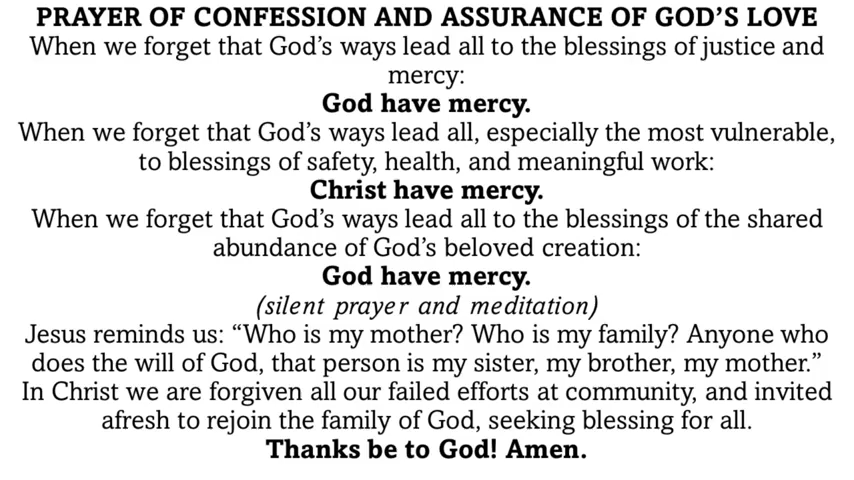 PRAYER OF CONFESSION AND ASSURANCE OF GOD’S LOVE
When we forget that God’s ways lead all to the blessings of justice and
mercy:
God have mercy.
When we forget that God’s ways lead all, especially the most vulnerable,
to blessings of safety, health, and meaningful work:
Christ have mercy.
When we forget that God’s ways lead all to the blessings of the shared
abundance of God’s beloved creation:
God have mercy.
(silent prayer and meditation)
Jesus reminds us: “Who is my mother? Who is my family? Anyone who
does the will of God, that person is my sister, my brother, my mother.”
In Christ we are forgiven all our failed efforts at community, and invited
afresh to rejoin the family of God, seeking blessing for all.
Thanks be to God! Amen.